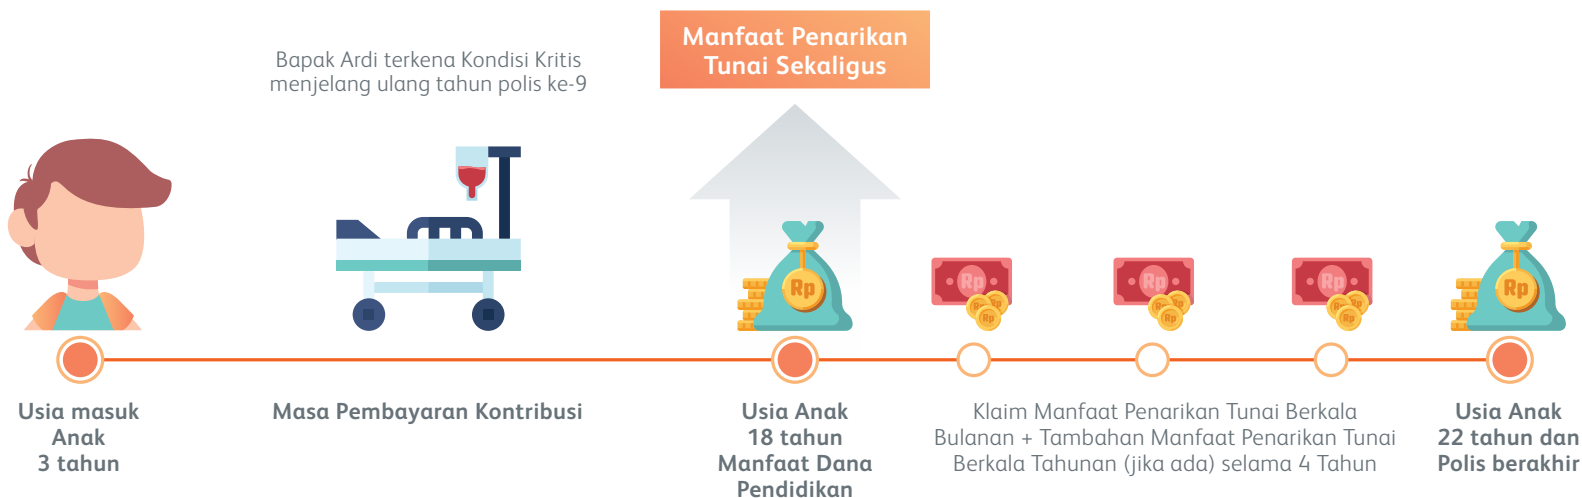 Bapak Ardi terkena Kondisi Kritis
menjelang ulang tahun polis ke-9
Manfaat Penarikan
Tunai Sekaligus
Rp
Rp
Rp
Rp
Rp
Rp
Rp
Rp
Usia masuk
Anak
3 tahun
Masa Pembayaran Kontribusi
Usia Anak
18 tahun
Manfaat Dana
Pendidikan
Klaim Manfaat Penarikan Tunai Berkala
Bulanan + Tambahan Manfaat Penarikan Tunai
Berkala Tahunan (jika ada) selama 4 Tahun
Usia Anak
22 tahun dan
Polis berakhir